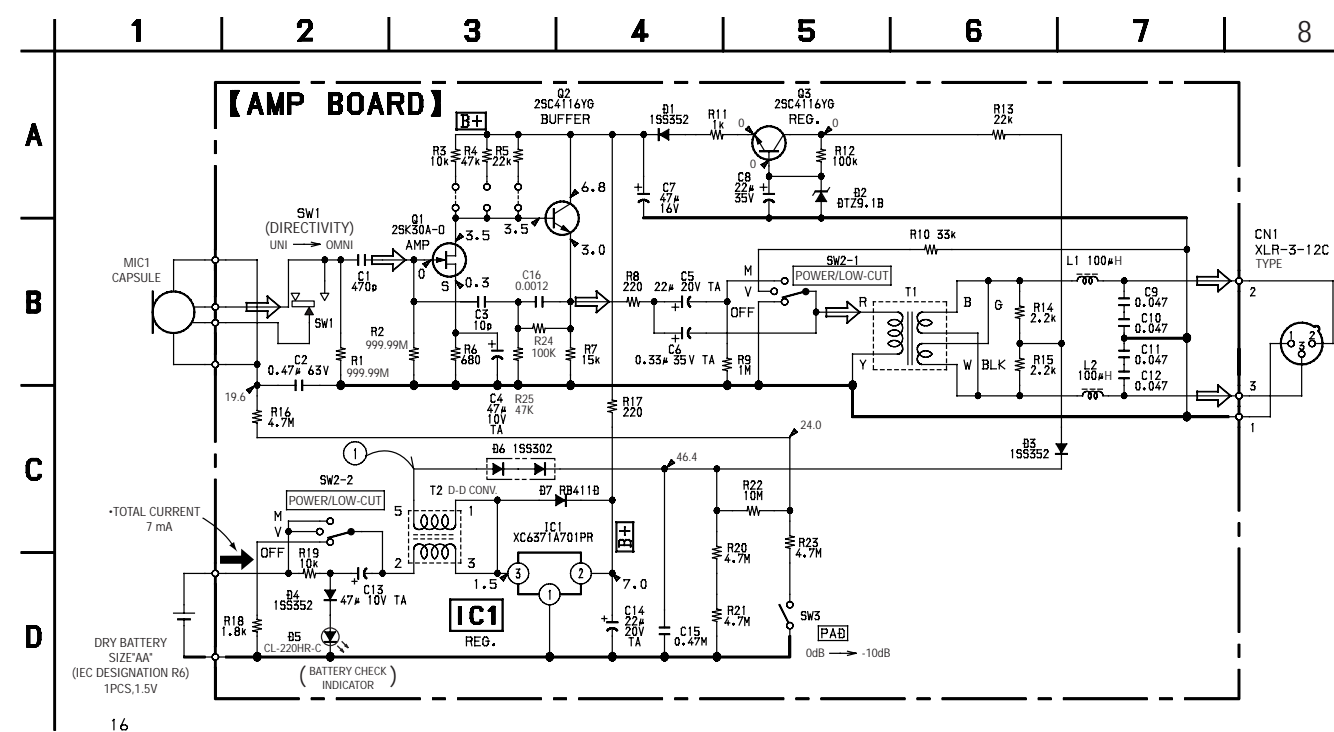 1 2 3 4 5 6 7 8
A
B
C
D
【AMP BOARD】
B+
Q2
2SC4116YG
BUFFER
D1
1SS352
R11
1k
Q3
2SC4116YG
REG.
R13
22k
0
0
0
R3
10k
R4
47k
R5
22k
R12
100k
6.8
C7
47µ
16V
C8
22µ
35V
D2
DTZ9.1B
SW1
(DIRECTIVITY)
UNI → OMNI
Q1
2SK30A-O
AMP
3.5
3.5
3.0
0
S
0.3
R10 33k
CN1
XLR-3-12C
TYPE
MIC1
CAPSULE
C1
470p
SW1
C16
0.0012
R8
220
C5
22µ 20V TA
M
V
OFF
SW2-1
POWER/LOW-CUT
L1 100µH
T1
R
Y
B
G
W
BLK
R14
2.2k
R15
2.2k
C9
0.047
C10
0.047
C11
0.047
C12
0.047
L2
100µH
2
3
1
1 2
3
R2
999.99M
C3
10p
R24
100K
C6
0.33µ 35V TA
R1
999.99M
R6
680
R7
15k
R9
1M
C2
0.47µ 63V
19.6
R16
4.7M
C4
47µ
10V
TA
R25
47K
R17
220
24.0
1
D6 1SS302
46.4
D3
1SS352
SW2-2
POWER/LOW-CUT
T2 D-D CONV.
5 1
2 3
D7 RB411D
R22
10M
•TOTAL CURRENT
7 mA
M
V
OFF
IC1
XC6371A701PR
B+
R19
10k
R20
4.7M
R23
4.7M
1.5
3
2
1
7.0
D4
1SS352
C13
47µ 10V TA
IC1
REG.
R18
1.8k
D5
CL-220HR-C
C14
22µ
20V
TA
C15
0.47M
R21
4.7M
SW3
PAD
0dB → -10dB
DRY BATTERY
SIZE"AA"
(IEC DESIGNATION R6)
1PCS,1.5V
(BATTERY CHECK
INDICATOR)
16